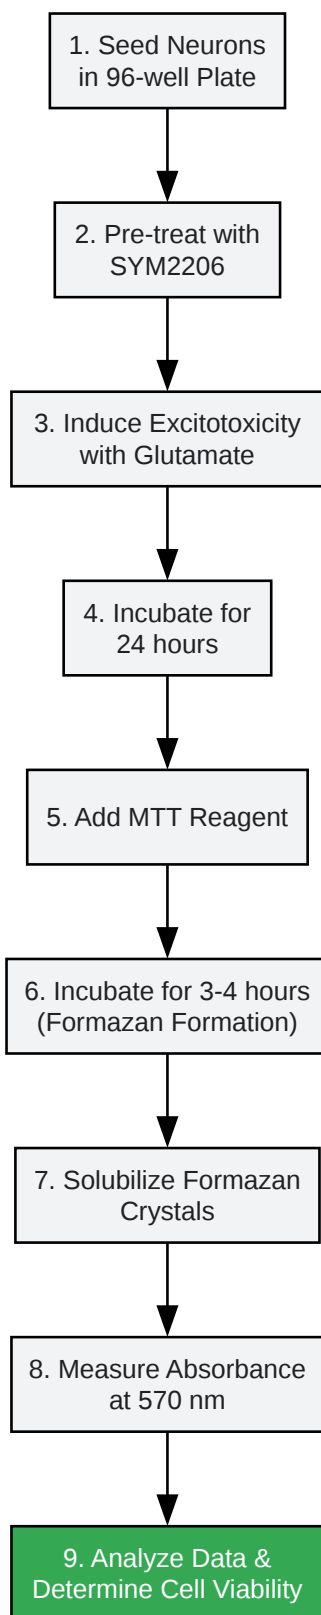 1. Seed Neurons
in 96-well Plate
2. Pre-treat with
SYM2206
3. Induce Excitotoxicity
with Glutamate
4. Incubate for
24 hours
5. Add MTT Reagent
6. Incubate for 3-4 hours
(Formazan Formation)
7. Solubilize Formazan
Crystals
8. Measure Absorbance
at 570 nm
9. Analyze Data &
Determine Cell Viability